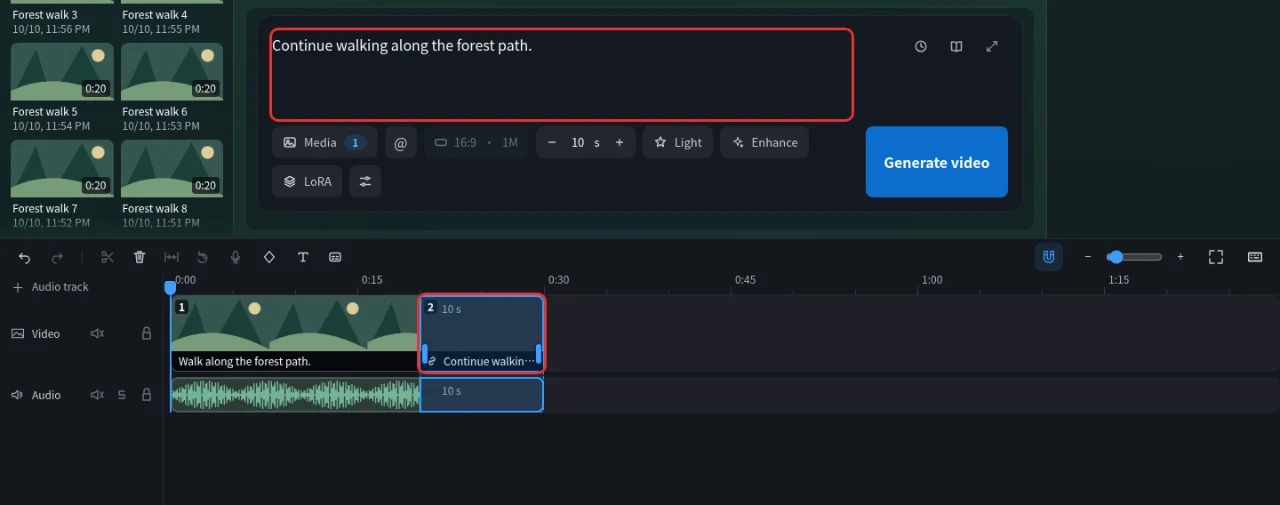 Forest walk 3
10/10, 11:56 PM
Forest walk 4
10/10, 11:55 PM
0:20
Forest walk 5
10/10, 11:54 PM
0:20
Forest walk 6
10/10, 11:53 PM
0:20
Forest walk 7
10/10, 11:52 PM
0:20
Forest walk 8
10/10, 11:51 PM
Continue walking along the forest path.
Media 1
@
16:9 · 1M
− 10 s +
Light
Enhance
LoRA
Generate video
0:00
0:15
0:30
0:45
1:00
1:15
+ Audio track
Video
1
Walk along the forest path.
2
10 s
Continue walkin···
Audio
S
10 s